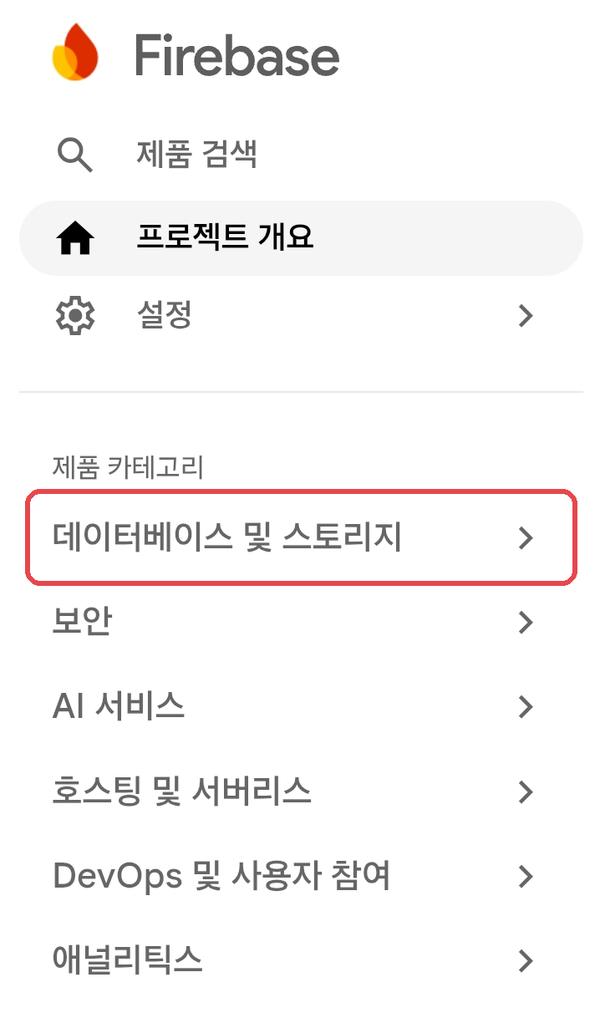 Firebase
제품 검색
프로젝트 개요
설정
제품 카테고리
데이터베이스 및 스토리지
보안
AI 서비스
호스팅 및 서버리스
DevOps 및 사용자 참여
애널리틱스